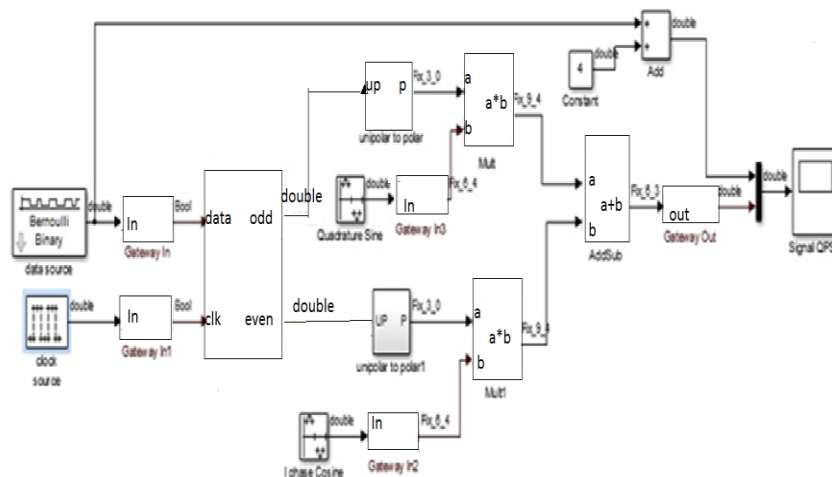 double
+
+
double
double
Add
4
Constant
up p
Fix_3_0
unipolar to polar
a
a*b
b
Mult
Fix_9_4
double
Quadrature Sine
double
In
Gateway In3
Fix_6_4
a
a+b
b
AddSub
Fix_6_3
out
double
Gateway Out
double
Signal QPS
Bernoulli
Binary
double
data source
In
Bool
Gateway In
data odd
clk even
double
clock
source
double
In
Bool
Gateway In1
UP P
Fix_3_0
unipolar to polar1
a
a*b
b
Mult1
Fix_9_4
double
I phase Cosine
In
Fix_6_4
Gateway In2